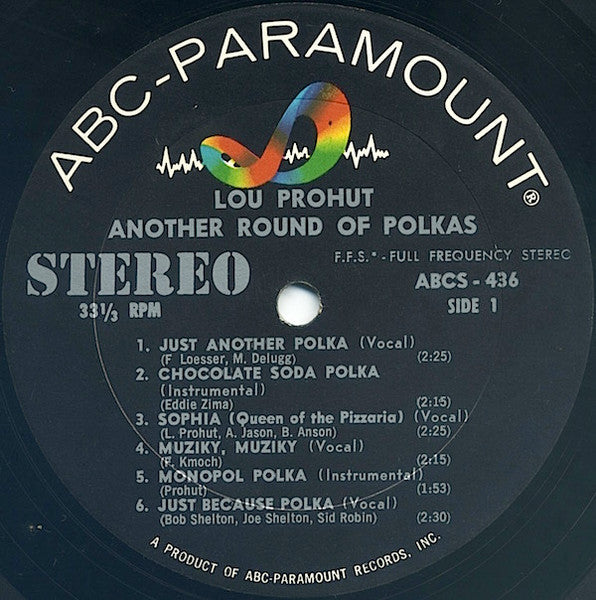 ABC-PARAMOUNT®
LOU PROHUT
ANOTHER ROUND OF POLKAS
STEREO
F.F.S.* - FULL FREQUENCY STEREC
33 1/3 RPM
ABCS - 436
SIDE 1
1. JUST ANOTHER POLKA (Vocal)
(F. Loesser, M. Delugg) (2:25)
2. CHOCOLATE SODA POLKA
(Instrumental)
(Eddie Zima) (2:15)
3. SOPHIA (Queen of the Pizzaria) (Vocal)
(L. Prohut, A. Jason, B. Anson) (2:25)
4. MUZIKY, MUZIKY (Vocal)
(F. Kmoch) (2:15)
5. MONOPOL POLKA (Instrumental)
(Prohut) (1:53)
6. JUST BECAUSE POLKA (Vocal)
(Bob Shelton, Joe Shelton, Sid Robin) (2:30)
A PRODUCT OF ABC-PARAMOUNT RECORDS, INC.